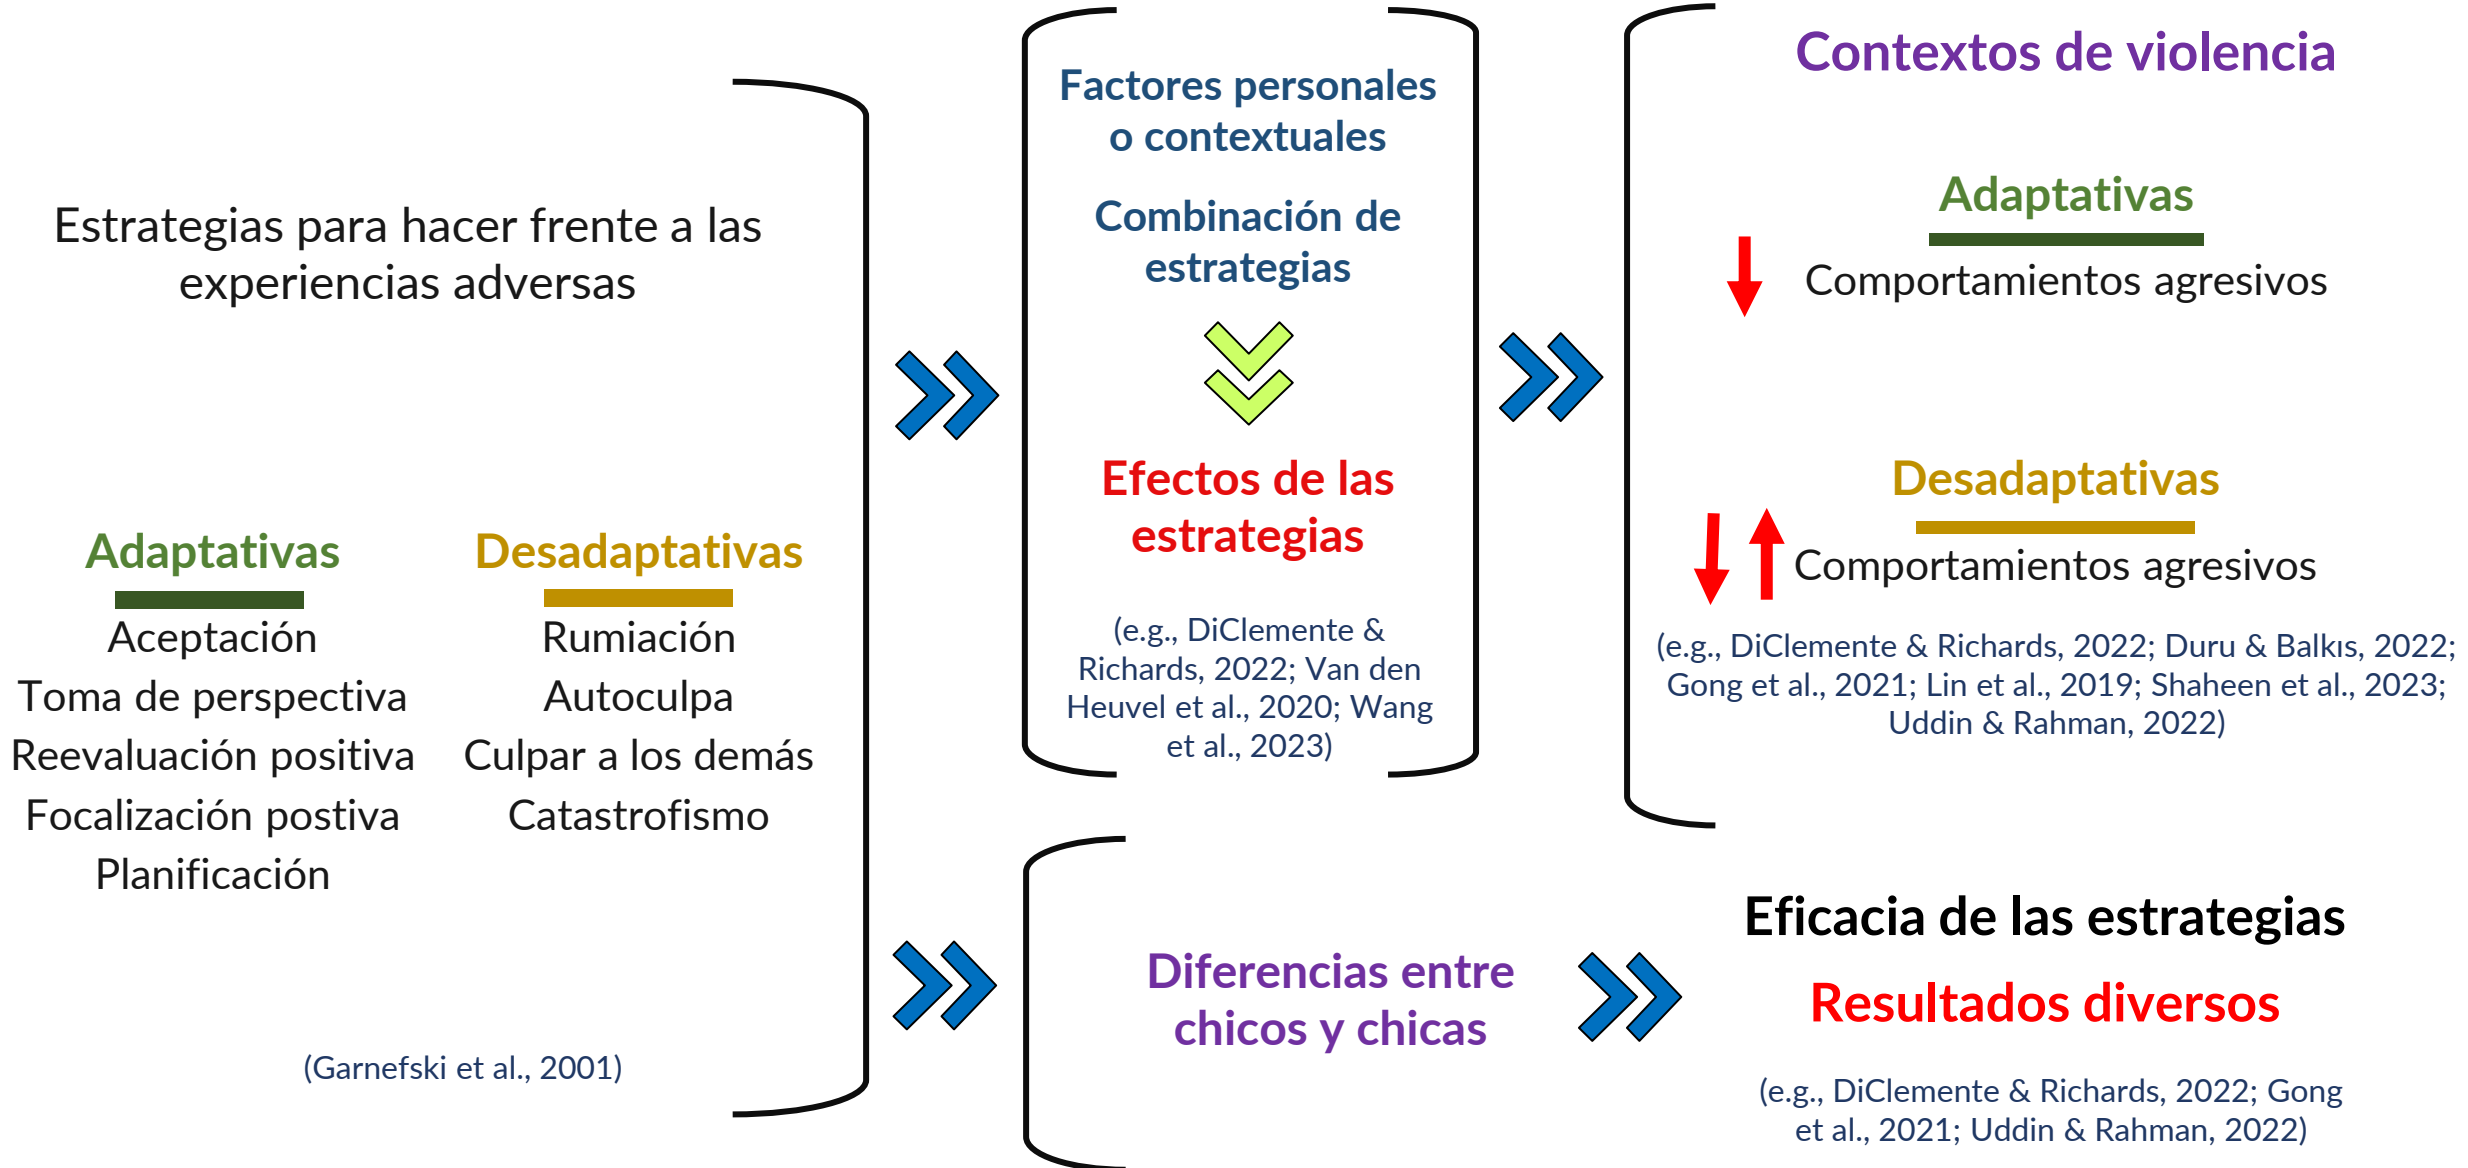 Estrategias para hacer frente a las
experiencias adversas
Adaptativas
Aceptación
Toma de perspectiva
Reevaluación positiva
Focalización postiva
Planificación
Desadaptativas
Rumiación
Autoculpa
Culpar a los demás
Catastrofismo
(Garnefski et al., 2001)
Factores personales
o contextuales
Combinación de
estrategias
Efectos de las
estrategias
(e.g., DiClemente &
Richards, 2022; Van den
Heuvel et al., 2020; Wang
et al., 2023)
Contextos de violencia
Adaptativas
Comportamientos agresivos
Desadaptativas
Comportamientos agresivos
(e.g., DiClemente & Richards, 2022; Duru & Balkıs, 2022;
Gong et al., 2021; Lin et al., 2019; Shaheen et al., 2023;
Uddin & Rahman, 2022)
Diferencias entre
chicos y chicas
Eficacia de las estrategias
Resultados diversos
(e.g., DiClemente & Richards, 2022; Gong
et al., 2021; Uddin & Rahman, 2022)